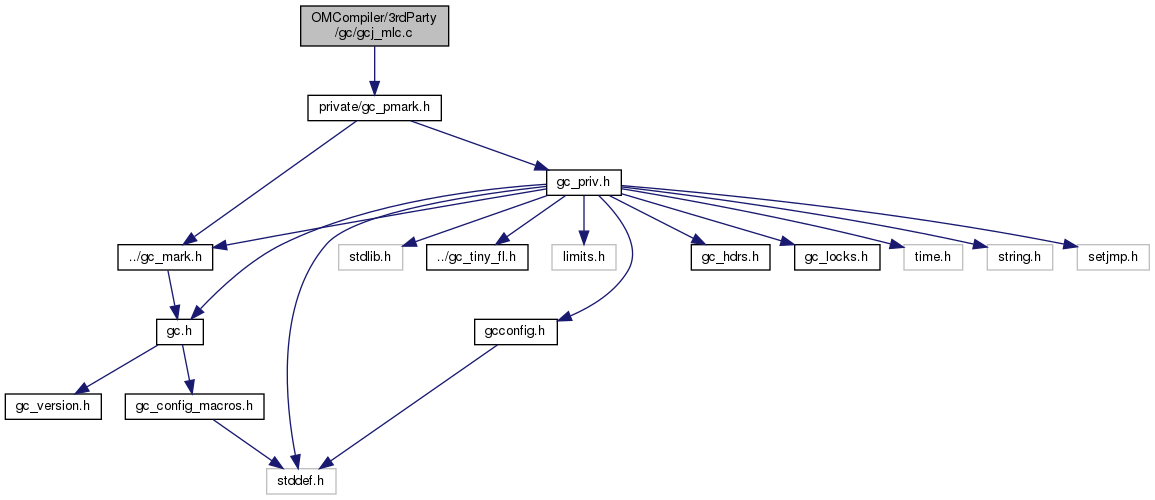 OMCompiler/3rdParty
/gc/gcj_mlc.c
private/gc_pmark.h
gc_priv.h
../gc_mark.h
stdlib.h
../gc_tiny_fl.h
limits.h
gc_hdrs.h
gc_locks.h
time.h
string.h
setjmp.h
gc.h
gcconfig.h
gc_version.h
gc_config_macros.h
stddef.h